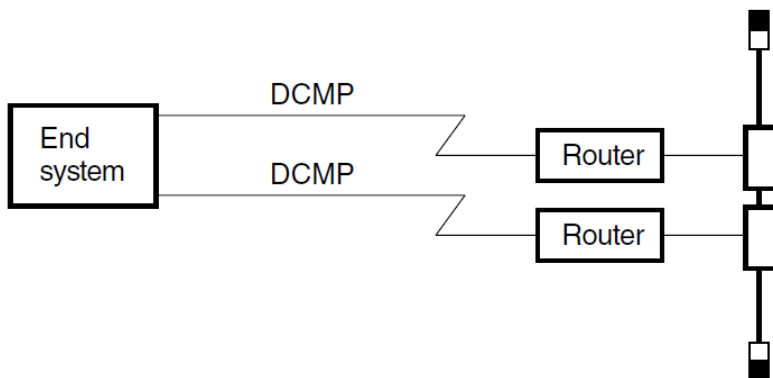 DCMP
End
system
Router
DCMP
Router